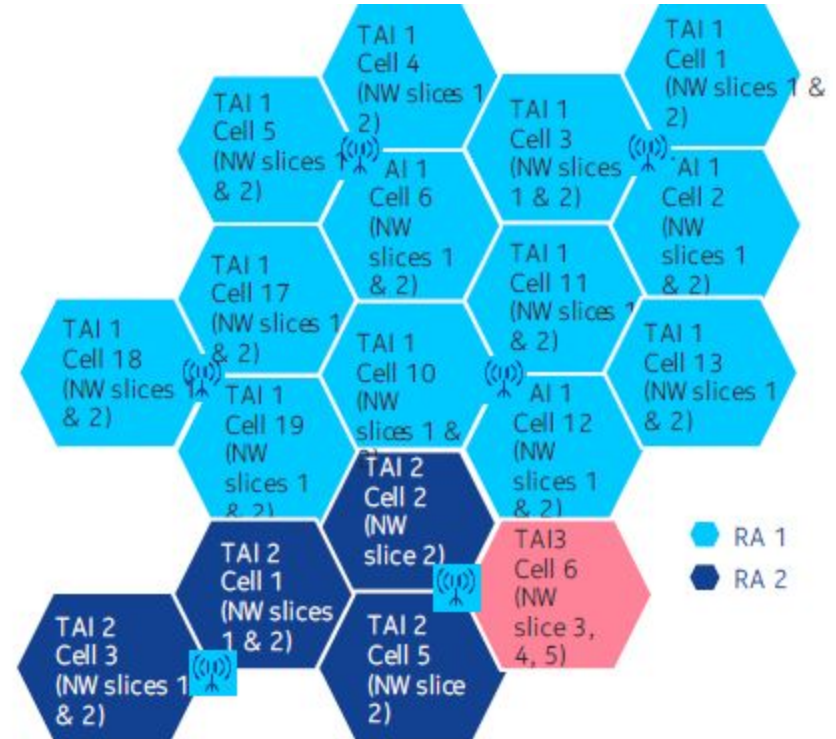 TAI 1
Cell 4
(NW slices 1
2)
TAI 1
Cell 1
(NW slices 1 &
2)
TAI 1
Cell 5
(NW slices 1
& 2)
TAI 1
Cell 3
(NW slices
1 & 2)
AI 1
Cell 6
(NW
slices 1
& 2)
AI 1
Cell 2
(NW
slices 1
& 2)
TAI 1
Cell 17
(NW slices 1
& 2)
TAI 1
Cell 11
(NW slices 1
& 2)
TAI 1
Cell 18
(NW slices 1
& 2)
TAI 1
Cell 10
(NW
slices 1 &
TAI 1
Cell 13
(NW slices 1
& 2)
TAI 1
Cell 19
(NW
slices 1
& 2)
AI 1
Cell 12
(NW
slices 1
& 2)
TAI 2
Cell 2
(NW
slice 2)
TAI3
Cell 6
(NW
slice 3,
4, 5)
TAI 2
Cell 1
(NW slices
1 & 2)
TAI 2
Cell 3
(NW slices 1
& 2)
TAI 2
Cell 5
(NW slice
2)
RA 1
RA 2